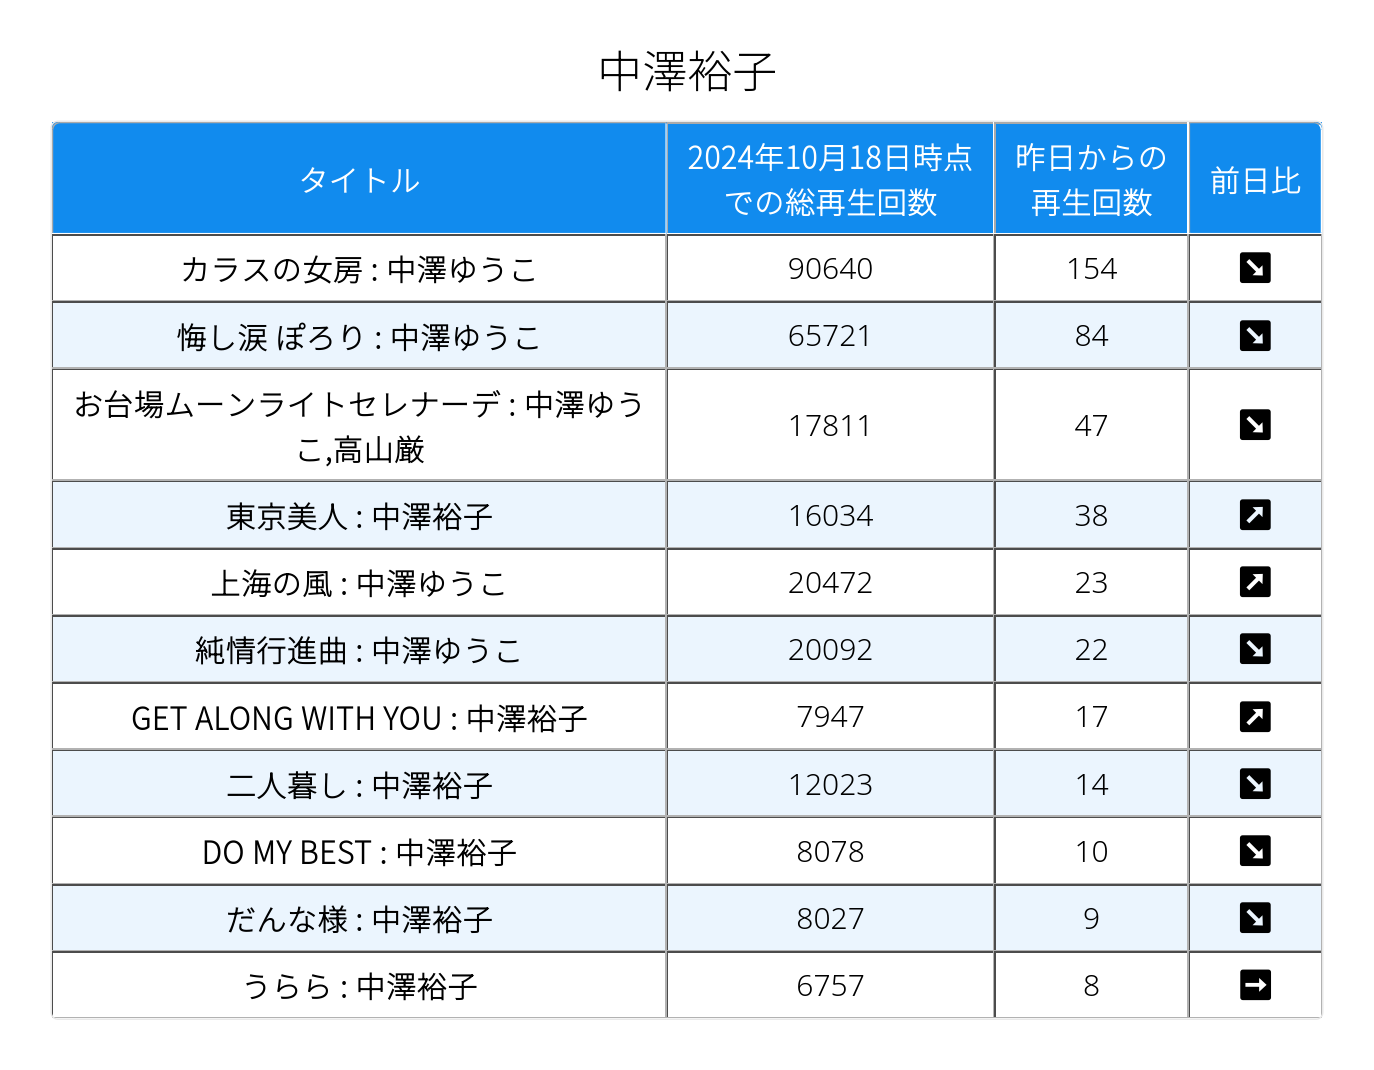 中澤裕子
タイトル
2024年10月18日時点
での総再生回数
昨日からの
再生回数
前日比
カラスの女房 : 中澤ゆうこ
90640
154
悔し涙 ぽろり : 中澤ゆうこ
65721
84
お台場ムーンライトセレナーデ : 中澤ゆう
こ,高山厳
17811
47
東京美人 : 中澤裕子
16034
38
上海の風 : 中澤ゆうこ
20472
23
純情行進曲 : 中澤ゆうこ
20092
22
GET ALONG WITH YOU : 中澤裕子
7947
17
二人暮し : 中澤裕子
12023
14
DO MY BEST : 中澤裕子
8078
10
だんな様 : 中澤裕子
8027
9
うらら : 中澤裕子
6757
8